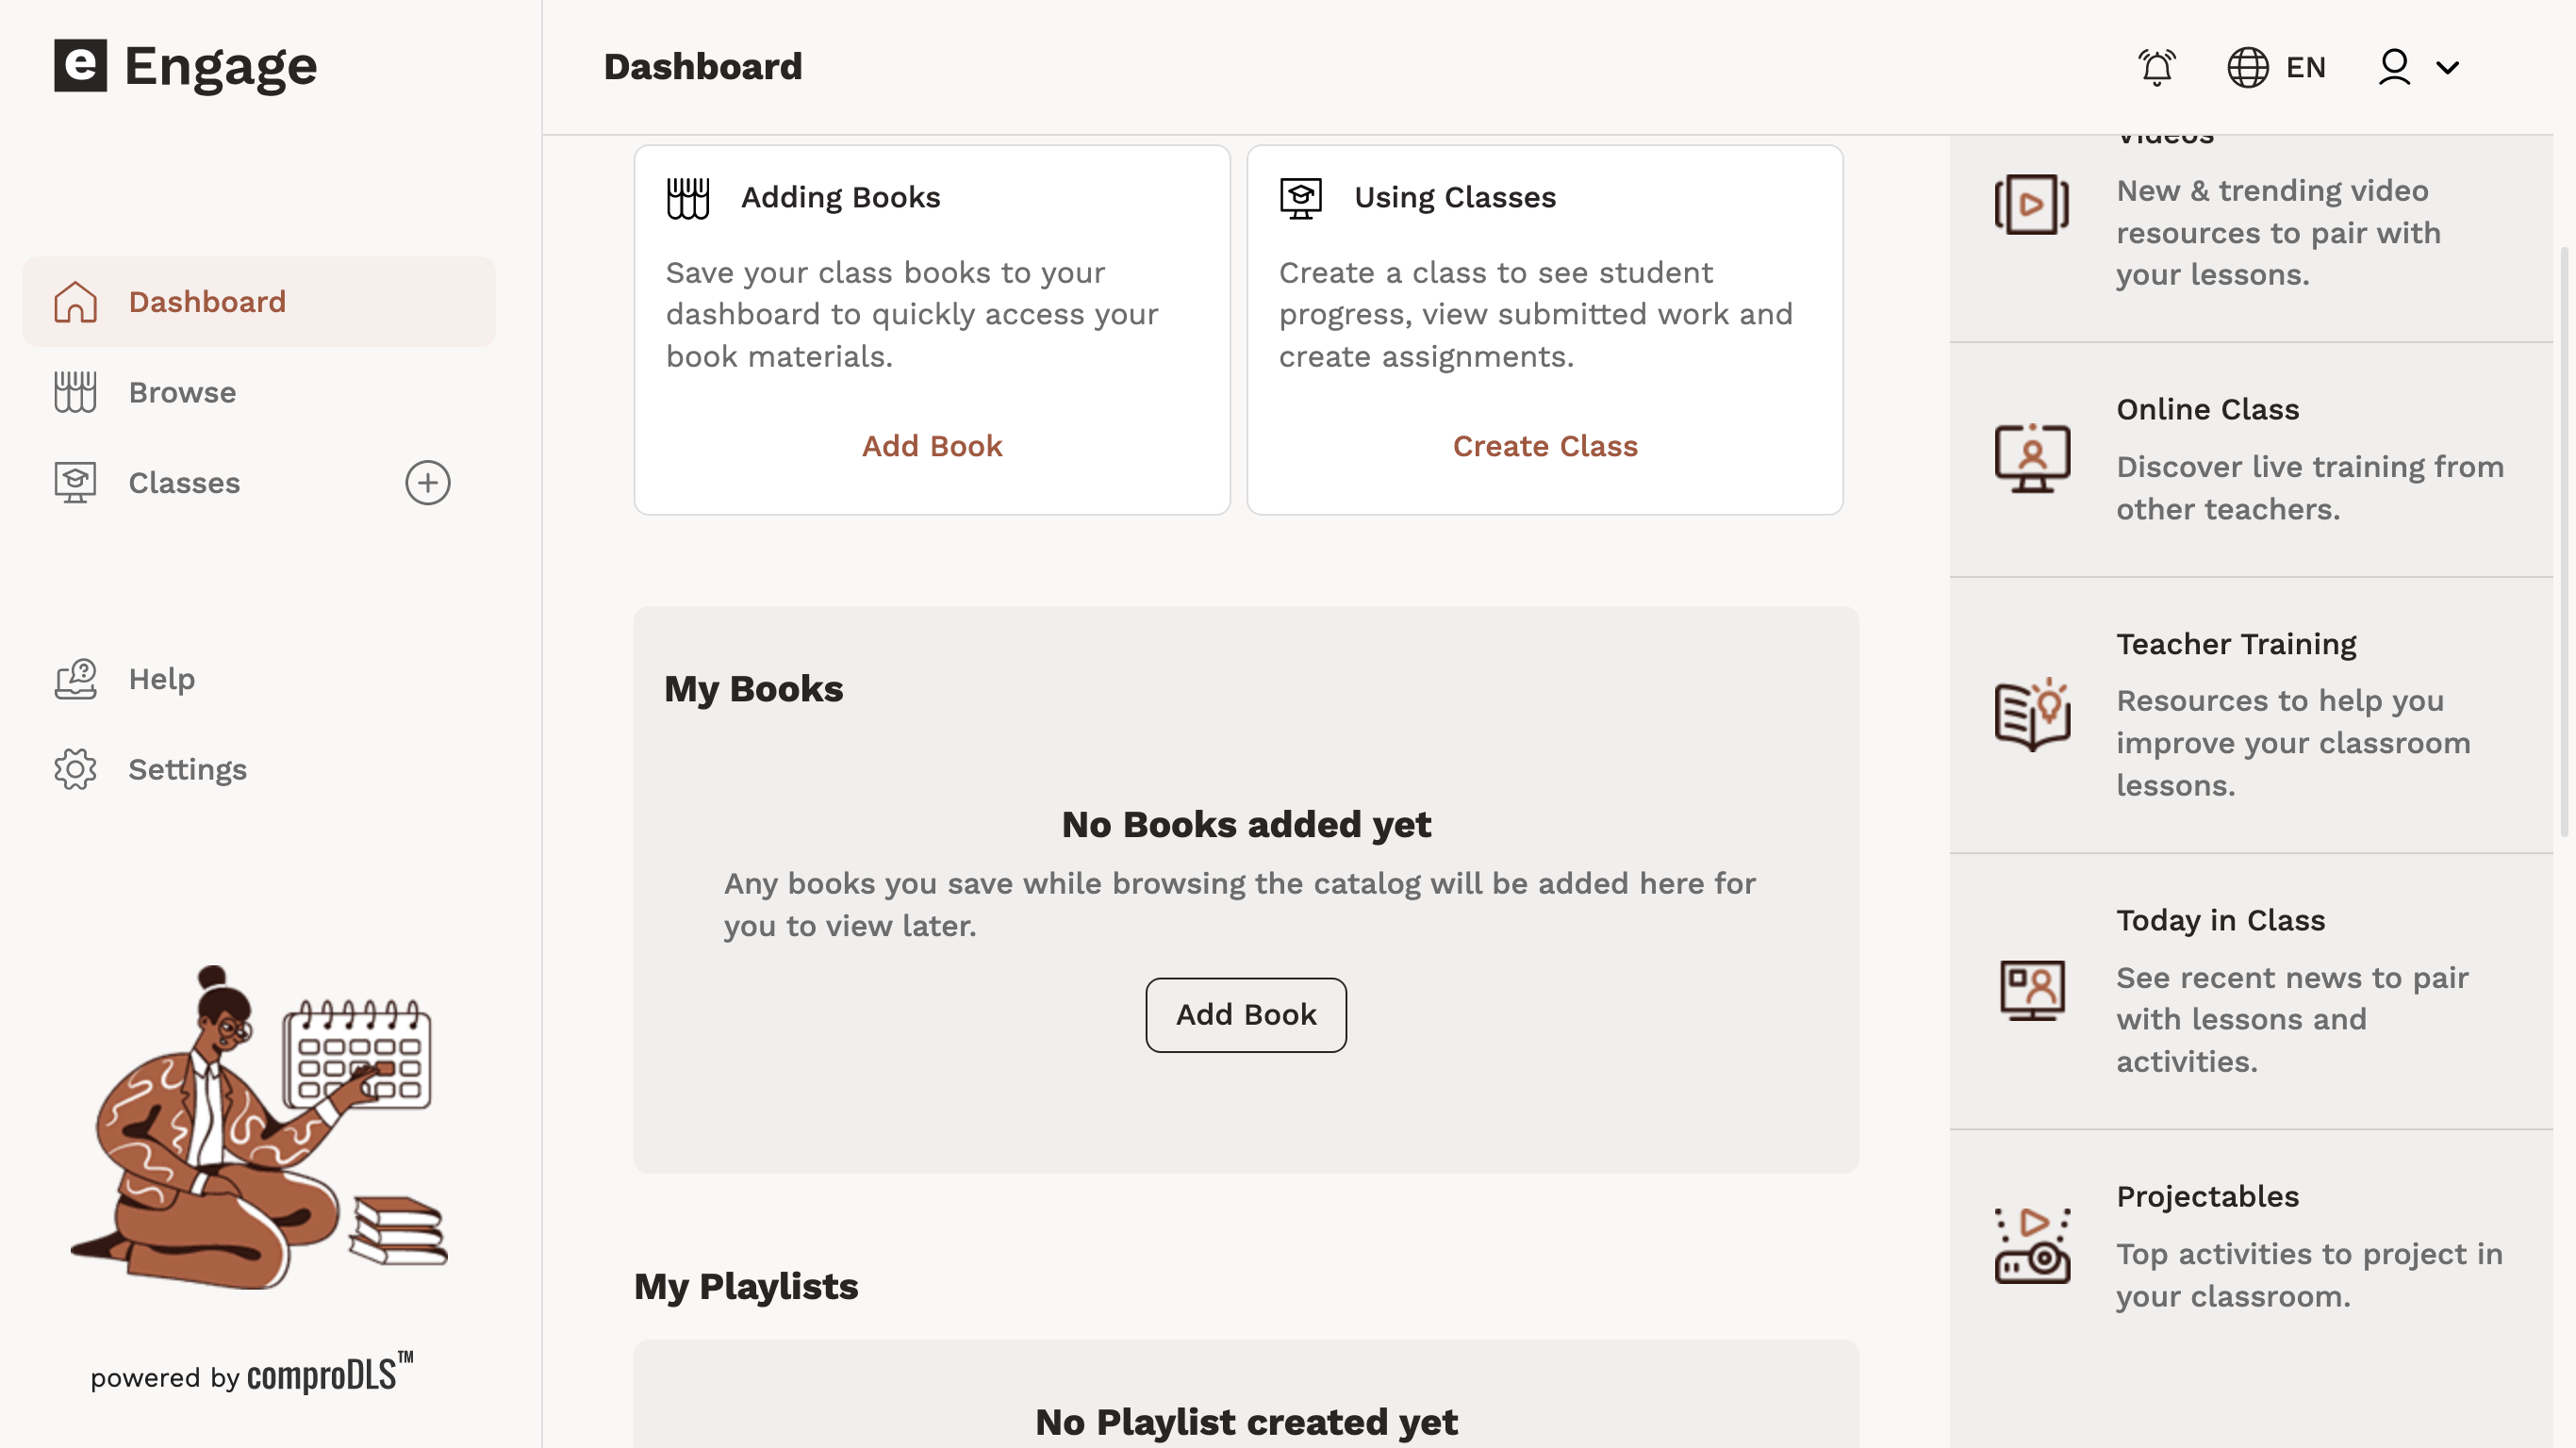 e Engage
Dashboard
EN
Dashboard
Browse
Classes
Help
Settings
powered by comproDLS™
Adding Books
Save your class books to your
dashboard to quickly access your
book materials.
Add Book
Using Classes
Create a class to see student
progress, view submitted work and
create assignments.
Create Class
My Books
No Books added yet
Any books you save while browsing the catalog will be added here for
you to view later.
Add Book
My Playlists
No Playlist created yet
Videos
New & trending video
resources to pair with
your lessons.
Online Class
Discover live training from
other teachers.
Teacher Training
Resources to help you
improve your classroom
lessons.
Today in Class
See recent news to pair
with lessons and
activities.
Projectables
Top activities to project in
your classroom.